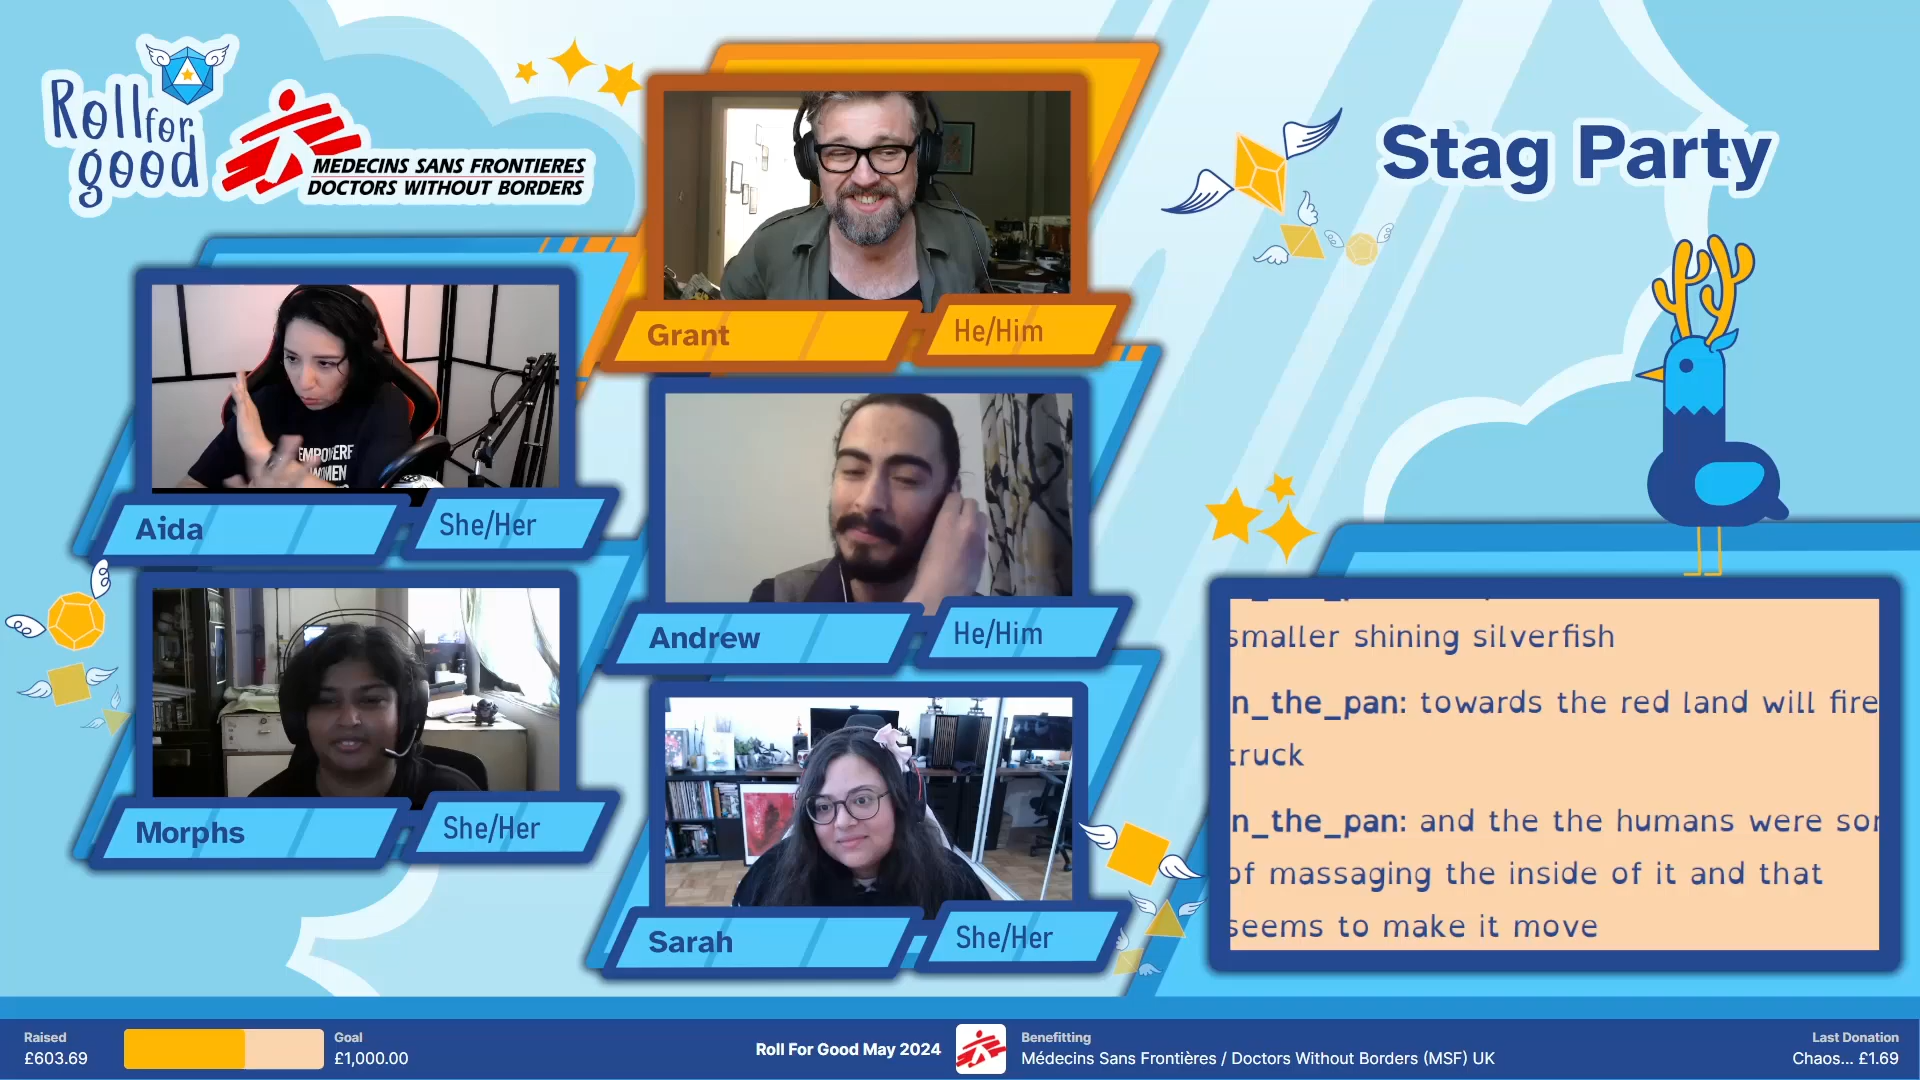 Roll for good
MEDECINS SANS FRONTIERES
DOCTORS WITHOUT BORDERS
Stag Party
Grant
He/Him
EMPOWER
WOMEN
Aida
She/Her
Andrew
He/Him
Morphs
She/Her
Sarah
She/Her
smaller shining silverfish
n_the_pan: towards the red land will fire
truck
n_the_pan: and the the humans were sor
of massaging the inside of it and that
seems to make it move
Raised
£603.69
Goal
£1,000.00
Roll For Good May 2024
Benefitting
Médecins Sans Frontières / Doctors Without Borders (MSF) UK
Last Donation
Chaos... £1.69